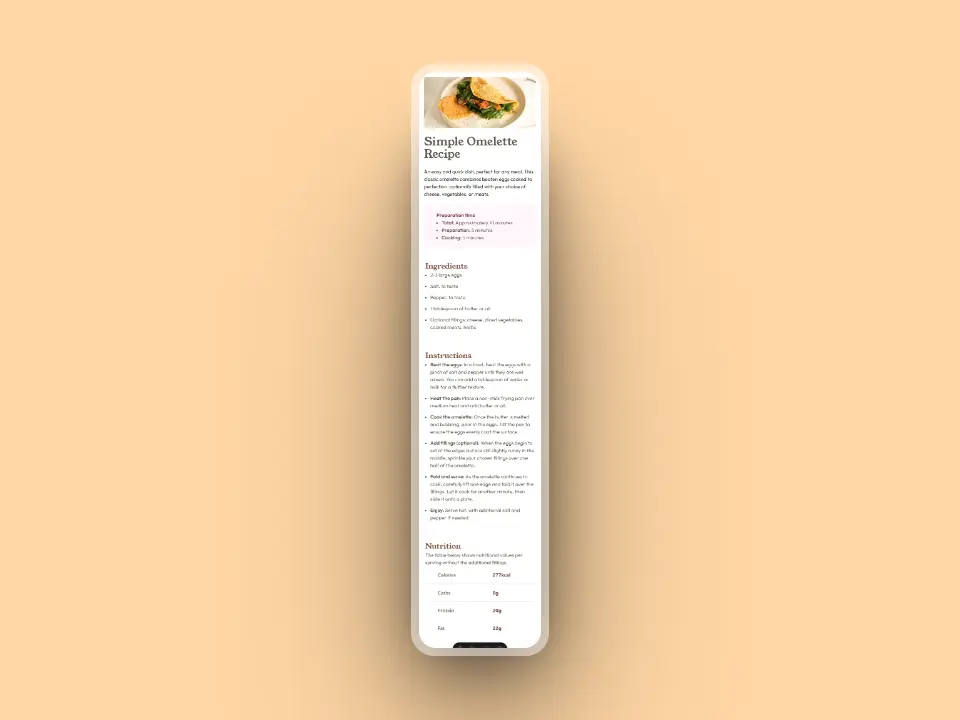 Simple Omelette
Recipe
An easy and quick dish, perfect for any meal. This
classic omelette combines beaten eggs cooked to
perfection, optionally filled with your choice of
cheese, vegetables, or meats.
Preparation time
• Total: Approximately 10 minutes
• Preparation: 5 minutes
• Cooking: 5 minutes
Ingredients
• 2-3 large eggs
• Salt, to taste
• Pepper, to taste
• 1 tablespoon of butter or oil
• Optional fillings: cheese, diced vegetables,
cooked meats, herbs
Instructions
• Beat the eggs: In a bowl, beat the eggs with a
pinch of salt and pepper until they are well
mixed. You can add a tablespoon of water or
milk for a fluffier texture.
• Heat the pan: Place a non-stick frying pan over
medium heat and add butter or oil.
• Cook the omelette: Once the butter is melted
and bubbling, pour in the eggs. Tilt the pan to
ensure the eggs evenly coat the surface.
• Add fillings (optional): When the eggs begin to
set at the edges but are still slightly runny in the
middle, sprinkle your chosen fillings over one
half of the omelette.
• Fold and serve: As the omelette continues to
cook, carefully lift one edge and fold it over the
fillings. Let it cook for another minute, then
slide it onto a plate.
• Enjoy: Serve hot, with additional salt and
pepper if needed.
Nutrition
The table below shows nutritional values per
serving without the additional fillings.
Calories 277kcal
Carbs 0g
Protein 20g
Fat 22g